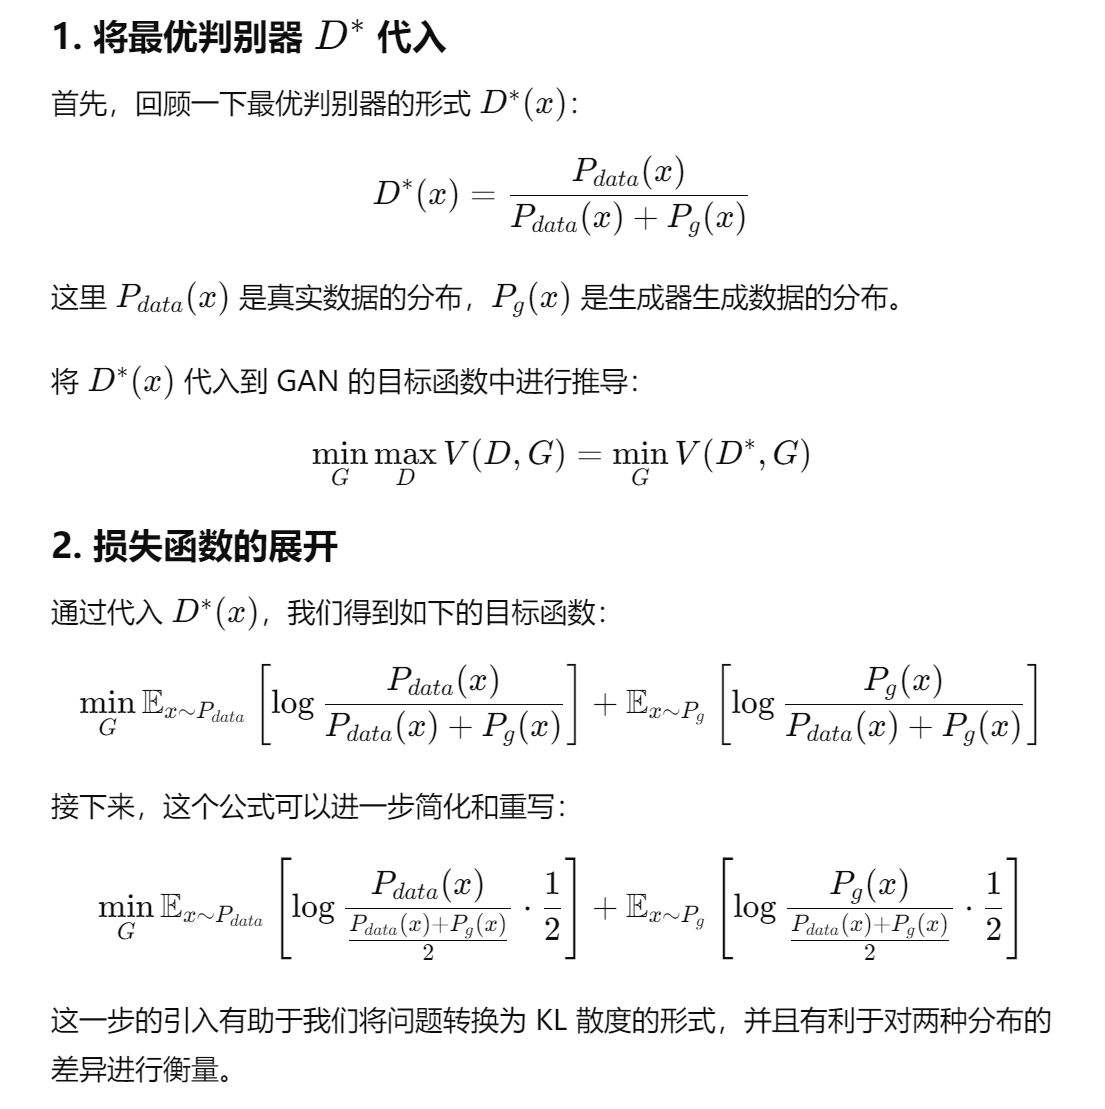 1. 将最优判别器 $D^*$ 代入
首先，回顾一下最优判别器的形式 $D^*(x)$：
$$D^*(x) = \frac{P_{data}(x)}{P_{data}(x) + P_g(x)}$$
这里 $P_{data}(x)$ 是真实数据的分布，$P_g(x)$ 是生成器生成数据的分布。
将 $D^*(x)$ 代入到 GAN 的目标函数中进行推导：
$$\min_G \max_D V(D, G) = \min_G V(D^*, G)$$
2. 损失函数的展开
通过代入 $D^*(x)$，我们得到如下的目标函数：
$$\min_G \mathbb{E}_{x \sim P_{data}} \left[ \log \frac{P_{data}(x)}{P_{data}(x) + P_g(x)} \right] + \mathbb{E}_{x \sim P_g} \left[ \log \frac{P_g(x)}{P_{data}(x) + P_g(x)} \right]$$
接下来，这个公式可以进一步简化和重写：
$$\min_G \mathbb{E}_{x \sim P_{data}} \left[ \log \frac{P_{data}(x)}{\frac{P_{data}(x) + P_g(x)}{2}} \cdot \frac{1}{2} \right] + \mathbb{E}_{x \sim P_g} \left[ \log \frac{P_g(x)}{\frac{P_{data}(x) + P_g(x)}{2}} \cdot \frac{1}{2} \right]$$
这一步的引入有助于我们将问题转换为 KL 散度的形式，并且有利于对两种分布的
差异进行衡量。